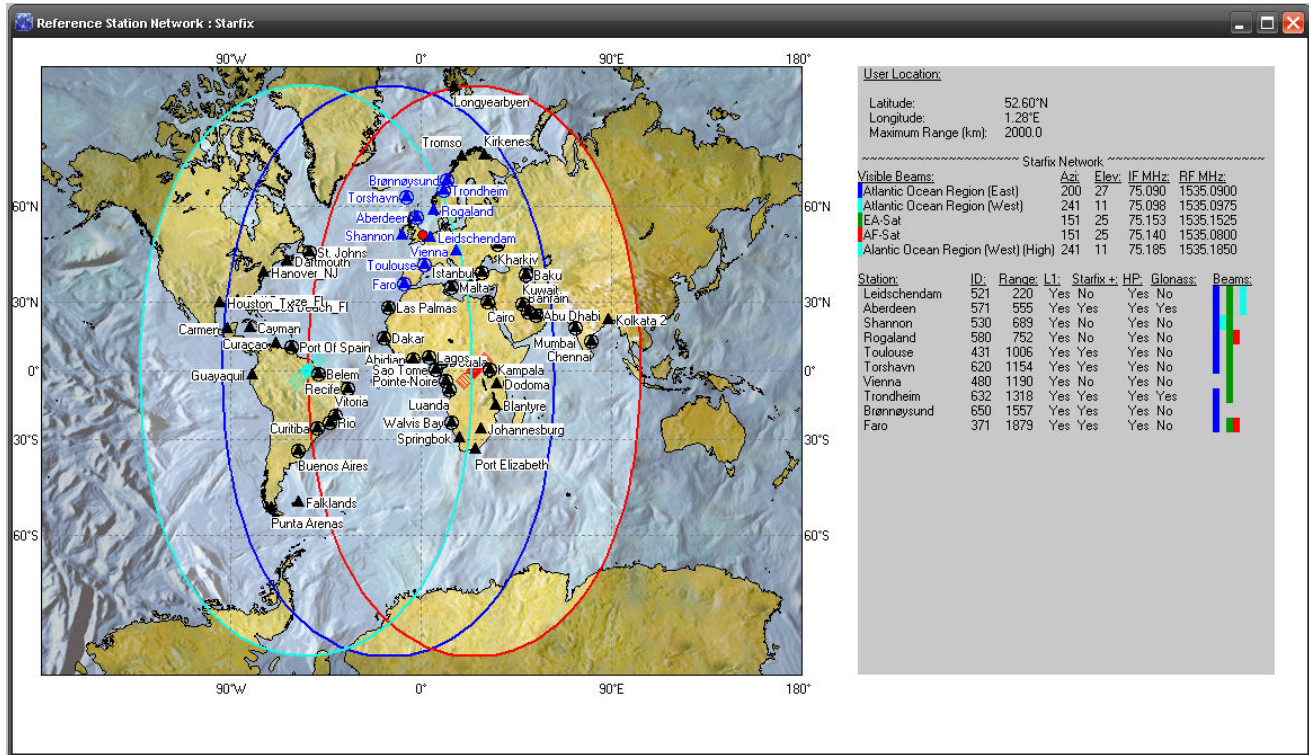 Reference Station Network : Starfix
90°W 0° 90°E 180°
60°N
30°N
0°
30°S
60°S
60°N
30°N
0°
30°S
60°S
90°W 0° 90°E 180°
Longyearbyen
Tromso Kirkenes
Brønnøysund
Trondheim
Torshavn
Rogaland
Aberdeen
Shannon
Leidschendam
Vienna
Kharkiv
Toulouse
Istanbul
Baku
Faro
Malta
Kuwait
Bahrain
St. Johns
Dartmouth
Hanover_NJ
Houston_Tx
Las Palmas
Cairo
Abu Dhabi
Kolkata 2
Carmen
Cayman
Curaçao
Port Of Spain
Dakar
Mumbai
Chennai
Abidjan
Lagos
Guayaquil
Belem
Sao Tome
Kampala
Recife
Pointe-Noire
Dodoma
Vitoria
Luanda
Blantyre
Curitiba
Rio
Walvis Bay
Johannesburg
Springbok
Buenos Aires
Port Elizabeth
Falklands
Punta Arenas
User Location:
Latitude: 52.60°N
Longitude: 1.28°E
Maximum Range (km): 2000.0
~~~~~~~~~~~~~~~~~~~~ Starfix Network ~~~~~~~~~~~~~~~~~~~~
Visible Beams: Azi: Elev: IF MHz: RF MHz:
Atlantic Ocean Region (East) 200 27 75.090 1535.0900
Atlantic Ocean Region (West) 241 11 75.098 1535.0975
EA-Sat 151 25 75.153 1535.1525
AF-Sat 151 25 75.140 1535.0800
Alantic Ocean Region (West) (High) 241 11 75.185 1535.1850
Station: ID: Range: L1: Starfix +: HP: Glonass: Beams:
Leidschendam 521 220 Yes No Yes No
Aberdeen 571 555 Yes Yes Yes Yes
Shannon 530 689 Yes No Yes No
Rogaland 580 752 Yes No Yes No
Toulouse 431 1006 Yes Yes Yes No
Torshavn 620 1154 Yes Yes Yes No
Vienna 480 1190 Yes No Yes No
Trondheim 632 1318 Yes Yes Yes Yes
Brønnøysund 650 1557 Yes Yes Yes No
Faro 371 1879 Yes Yes Yes No